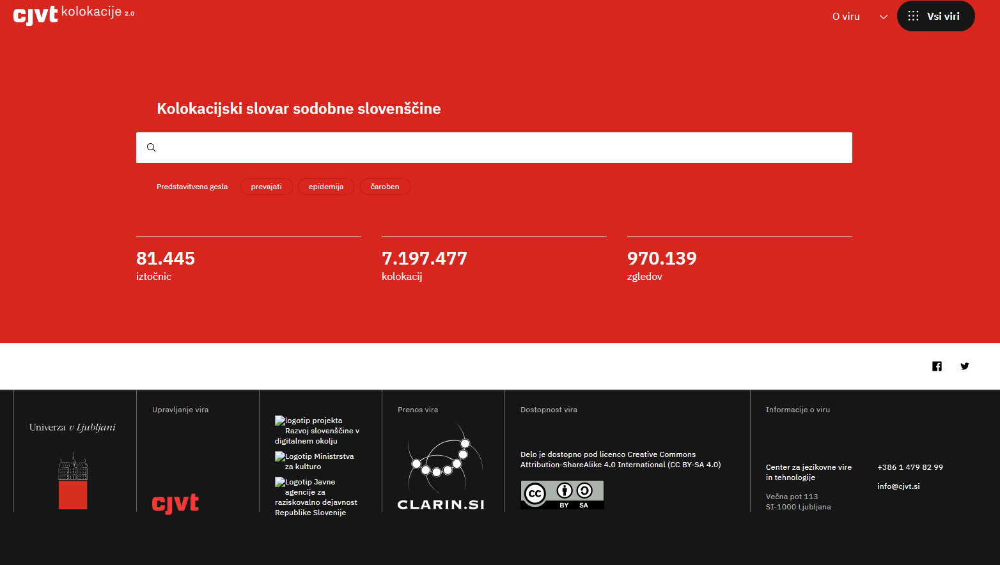 cjvt kolokacije 2.0
O viru
Vsi viri
Kolokacijski slovar sodobne slovenščine
Predstavitvena gesla
prevajati
epidemija
čaroben
81.445
iztočnic
7.197.477
kolokacij
970.139
zgledov
Univerza v Ljubljani
Upravljanje vira
cjvt
logotip projekta
Razvoj slovenščine v
digitalnem okolju
Logotip Ministrstva
za kulturo
Logotip Javne
agencije za
raziskovalno dejavnost
Republike Slovenije
Prenos vira
CLARIN.SI
Dostopnost vira
Delo je dostopno pod licenco Creative Commons
Attribution-ShareAlike 4.0 International (CC BY-SA 4.0)
cc
BY SA
Informacije o viru
Center za jezikovne vire
in tehnologije
Večna pot 113
SI-1000 Ljubljana
+386 1 479 82 99
info@cjvt.si